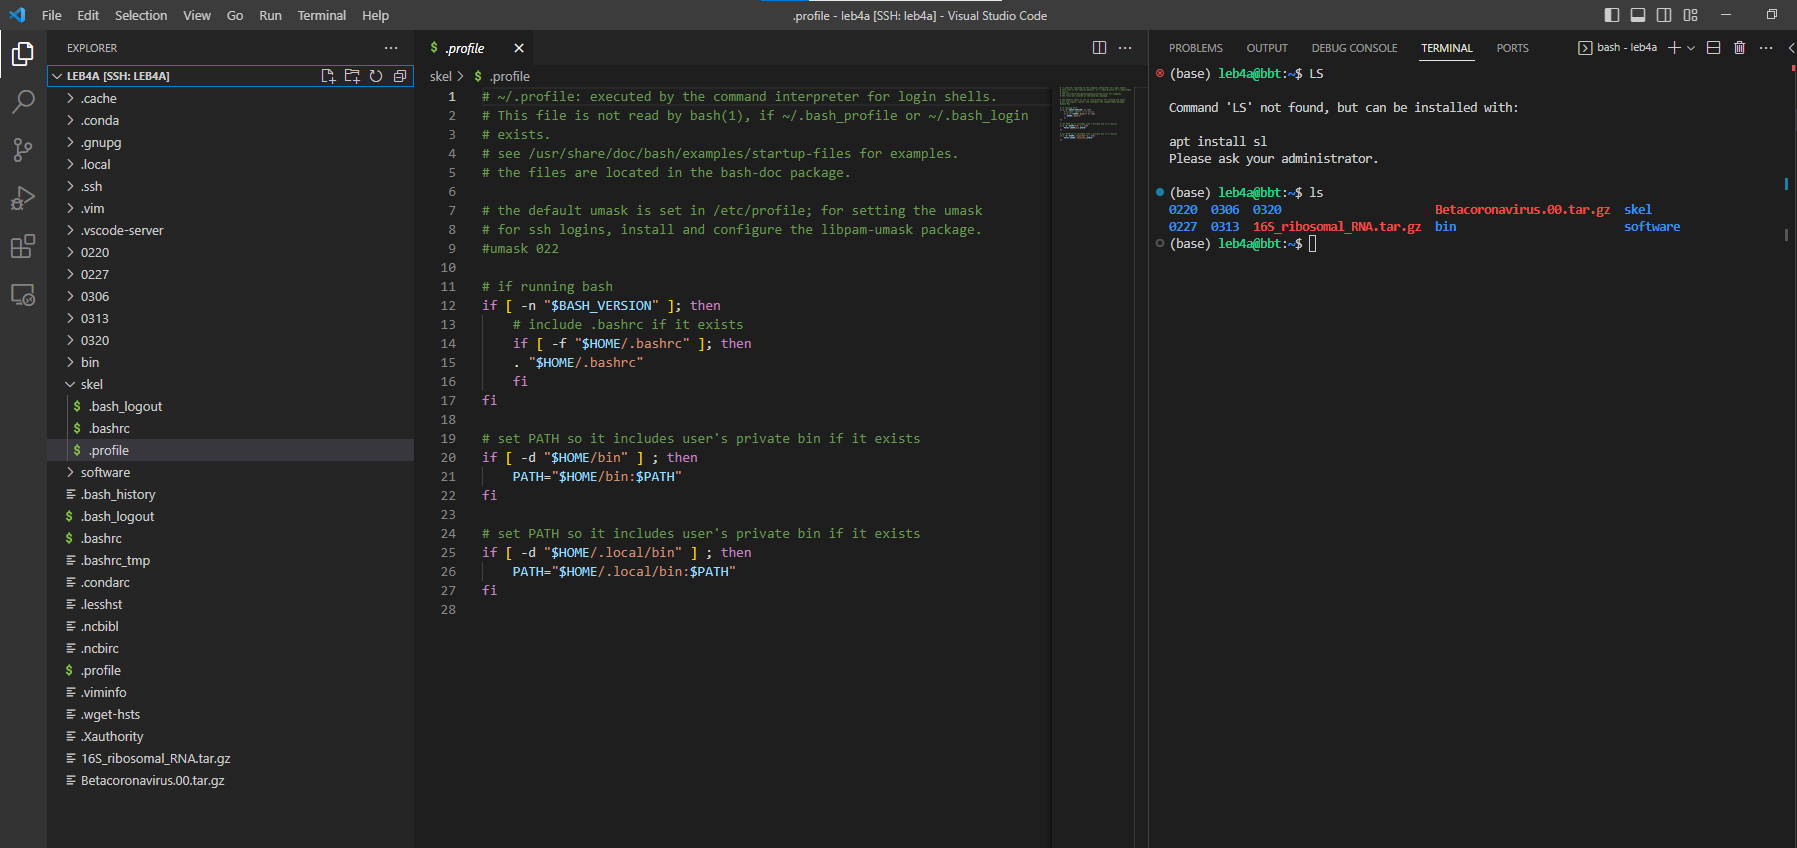 File Edit Selection View Go Run Terminal Help
.profile - leb4a [SSH: leb4a] - Visual Studio Code
EXPLORER ···
LEB4A [SSH: LEB4A]
.cache
.conda
.gnupg
.local
.ssh
.vim
.vscode-server
0220
0227
0306
0313
0320
bin
skel
$ .bash_logout
$ .bashrc
$ .profile
software
.bash_history
$ .bash_logout
$ .bashrc
.bashrc_tmp
.condarc
.lesshst
.ncbibl
.ncbirc
$ .profile
.viminfo
.wget-hsts
.Xauthority
16S_ribosomal_RNA.tar.gz
Betacoronavirus.00.tar.gz
$ .profile
skel > $ .profile
1 # ~/.profile: executed by the command interpreter for login shells.
2 # This file is not read by bash(1), if ~/.bash_profile or ~/.bash_login
3 # exists.
4 # see /usr/share/doc/bash/examples/startup-files for examples.
5 # the files are located in the bash-doc package.
6
7 # the default umask is set in /etc/profile; for setting the umask
8 # for ssh logins, install and configure the libpam-umask package.
9 #umask 022
10
11 # if running bash
12 if [ -n "$BASH_VERSION" ]; then
13 # include .bashrc if it exists
14 if [ -f "$HOME/.bashrc" ]; then
15 . "$HOME/.bashrc"
16 fi
17 fi
18
19 # set PATH so it includes user's private bin if it exists
20 if [ -d "$HOME/bin" ] ; then
21 PATH="$HOME/bin:$PATH"
22 fi
23
24 # set PATH so it includes user's private bin if it exists
25 if [ -d "$HOME/.local/bin" ] ; then
26 PATH="$HOME/.local/bin:$PATH"
27 fi
28
PROBLEMS OUTPUT DEBUG CONSOLE TERMINAL PORTS
bash - leb4a
(base) leb4a@bbt:~$ LS
Command 'LS' not found, but can be installed with:
apt install sl
Please ask your administrator.
(base) leb4a@bbt:~$ ls
0220 0306 0320 Betacoronavirus.00.tar.gz skel
0227 0313 16S_ribosomal_RNA.tar.gz bin software
(base) leb4a@bbt:~$